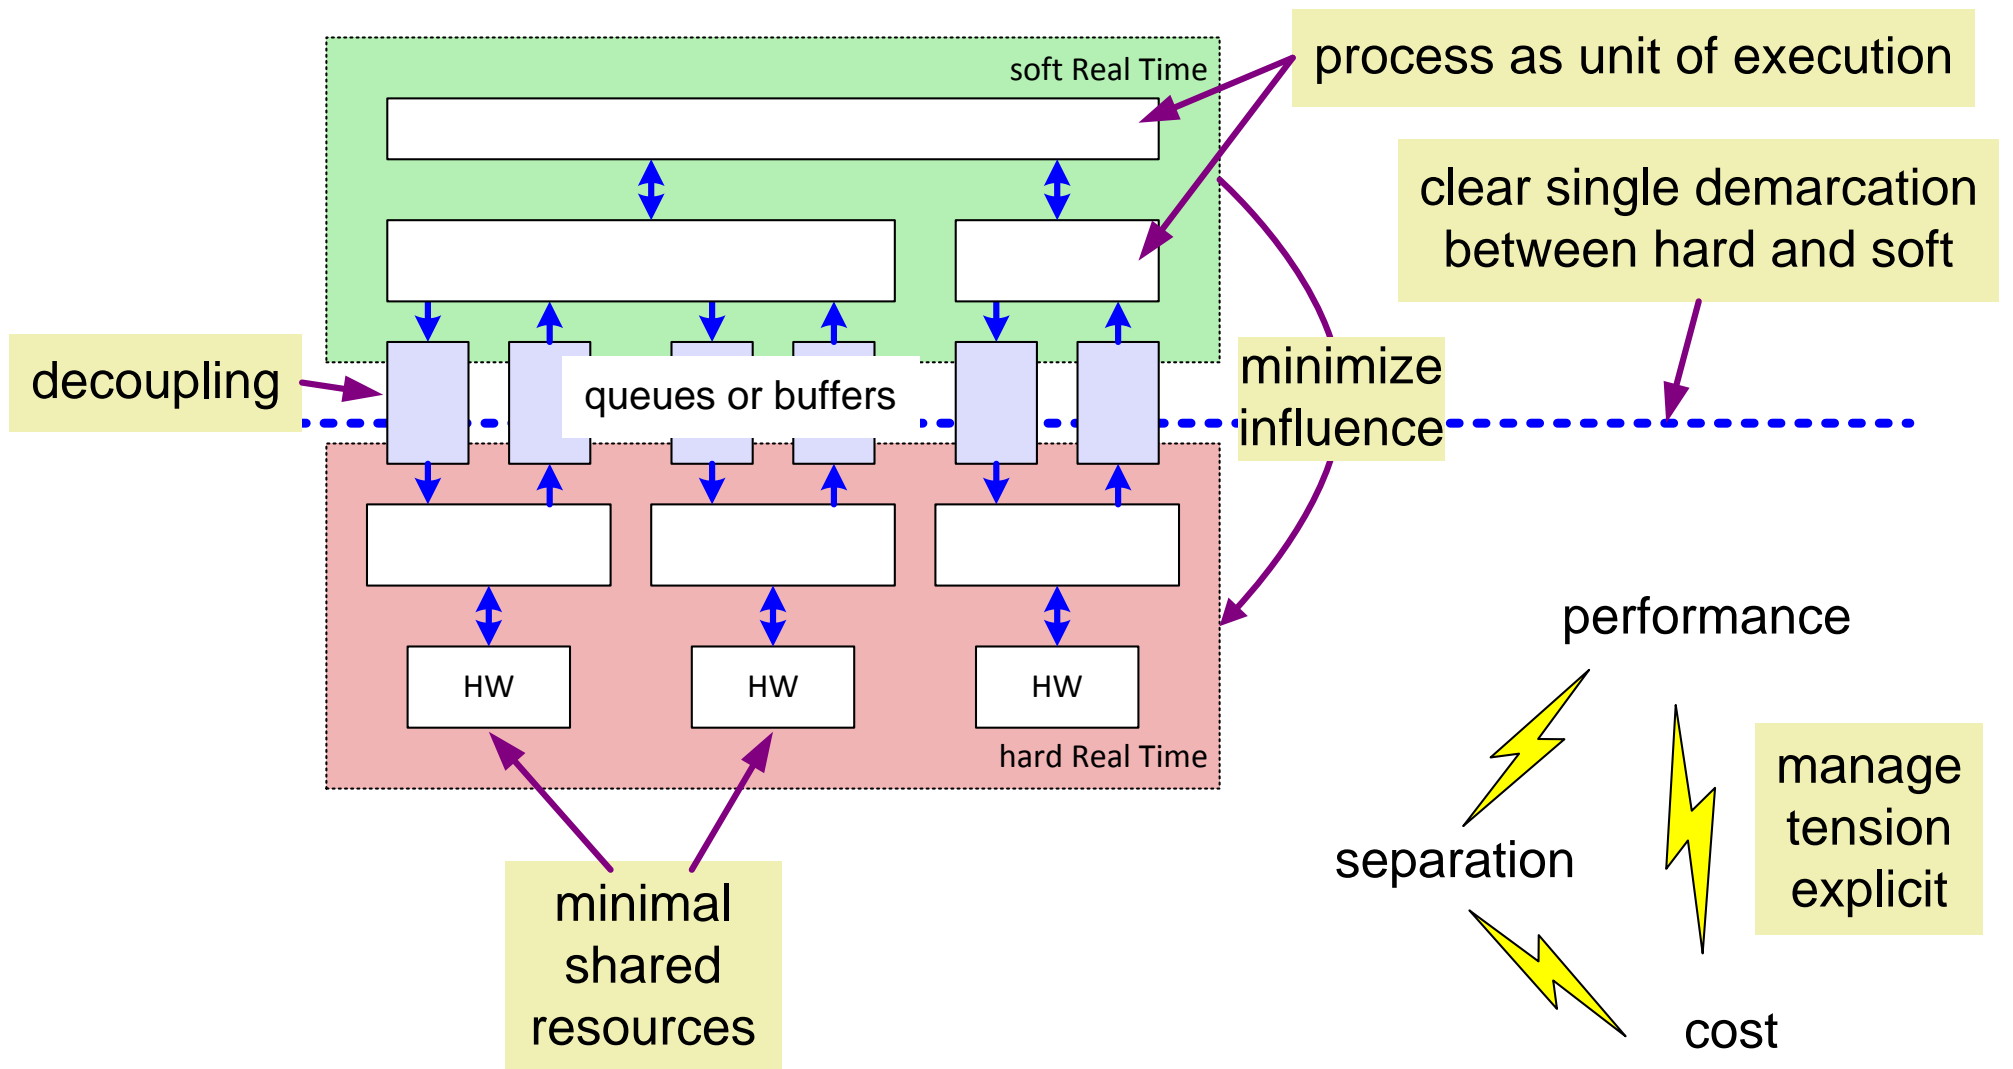 process as unit of execution
soft Real Time
clear single demarcation
between hard and soft
decoupling
queues or buffers
minimize
influence
HW
HW
HW
hard Real Time
minimal
shared
resources
performance
separation
cost
manage
tension
explicit